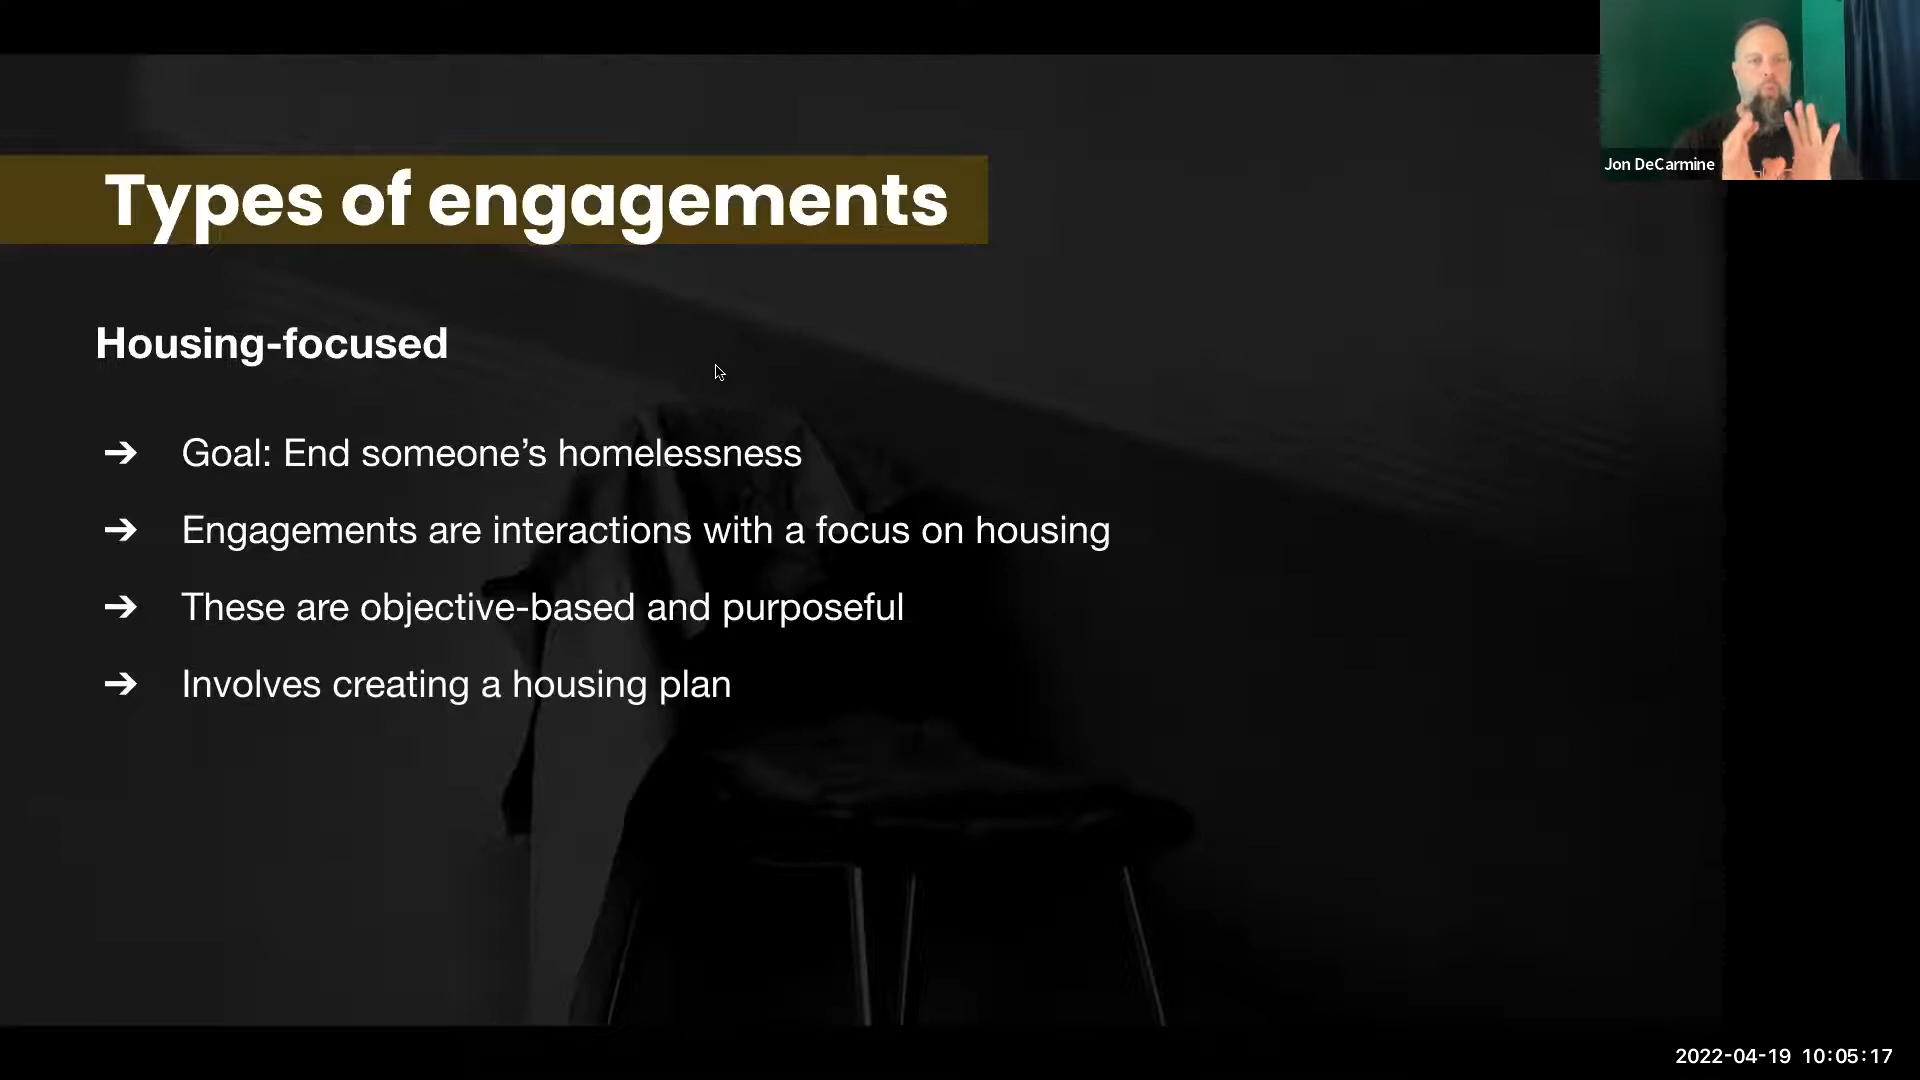 Jon DeCarmine
Types of engagements
Housing-focused
➔ Goal: End someone’s homelessness
➔ Engagements are interactions with a focus on housing
➔ These are objective-based and purposeful
➔ Involves creating a housing plan
2022-04-19 10:05:17